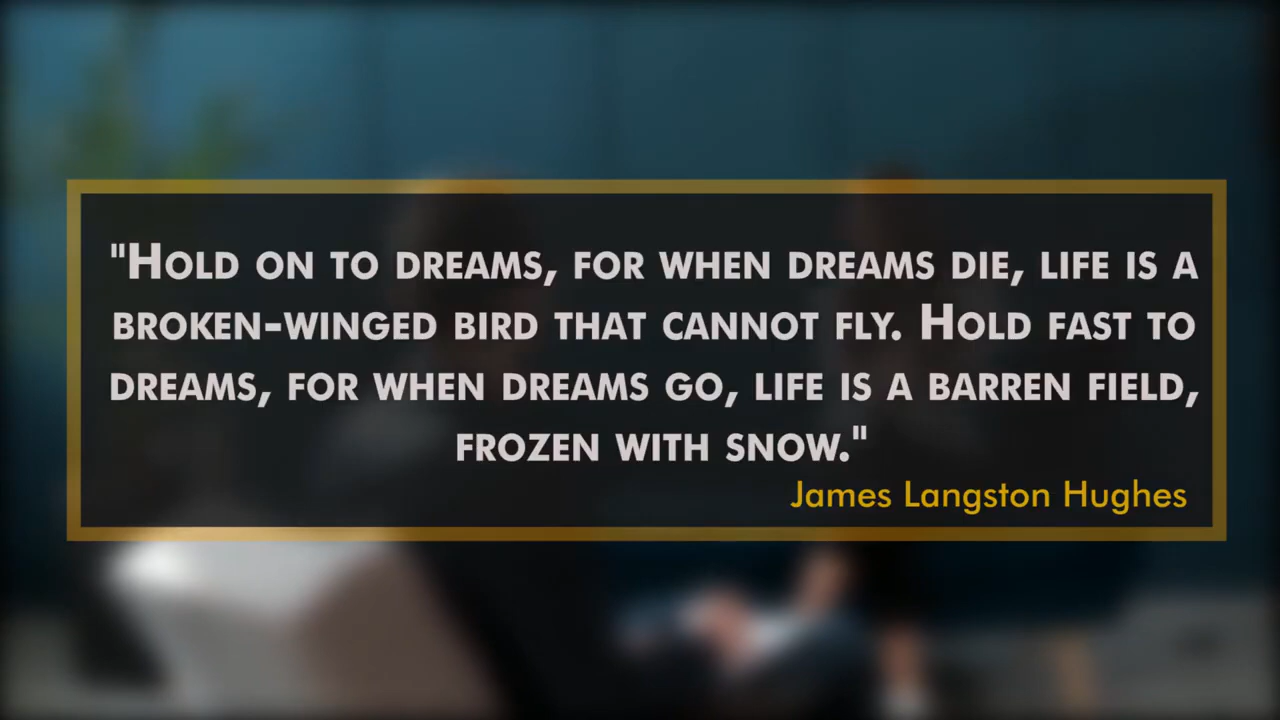 "Hold on to dreams, for when dreams die, life is a
broken-winged bird that cannot fly. Hold fast to
dreams, for when dreams go, life is a barren field,
frozen with snow."
James Langston Hughes